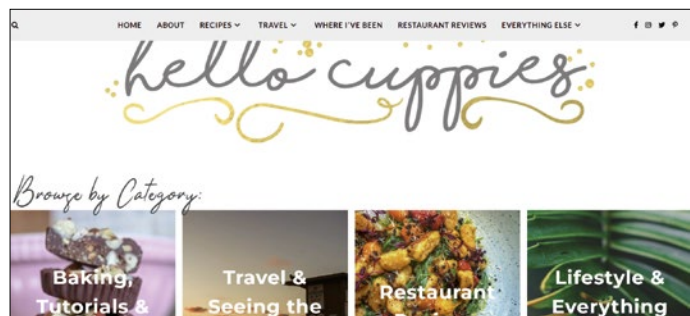 HOME ABOUT RECIPES TRAVEL WHERE I'VE BEEN RESTAURANT REVIEWS EVERYTHING ELSE
hello cuppies
Browse by Category:
Baking,
Tutorials &
Travel &
Seeing the
Restaurant
Lifestyle &
Everything